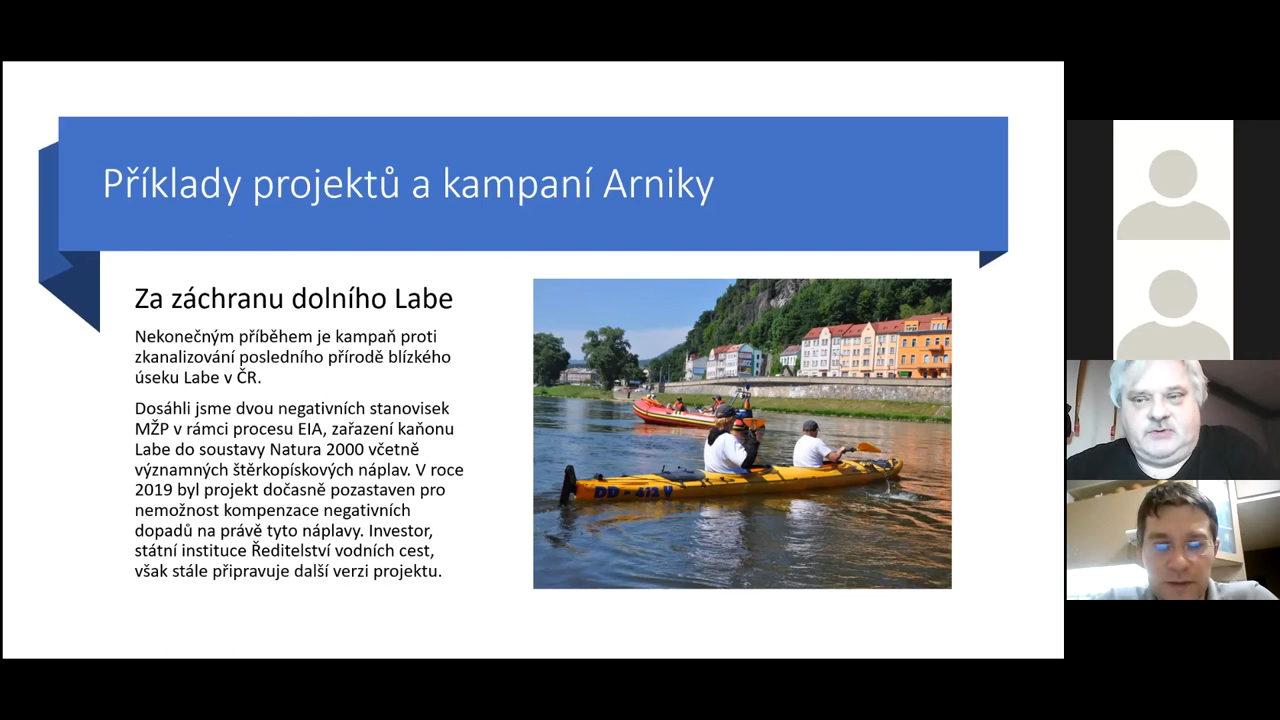 Příklady projektů a kampaní Arniky
Za záchranu dolního Labe
Nekonečným příběhem je kampaň proti
zkanalizování posledního přírodě blízkého
úseku Labe v ČR.
Dosáhli jsme dvou negativních stanovisek
MŽP v rámci procesu EIA, zařazení kaňonu
Labe do soustavy Natura 2000 včetně
významných štěrkopískových náplav. V roce
2019 byl projekt dočasně pozastaven pro
nemožnost kompenzace negativních
dopadů na právě tyto náplavy. Investor,
státní instituce Ředitelství vodních cest,
však stále připravuje další verzi projektu.
DD - 412 V